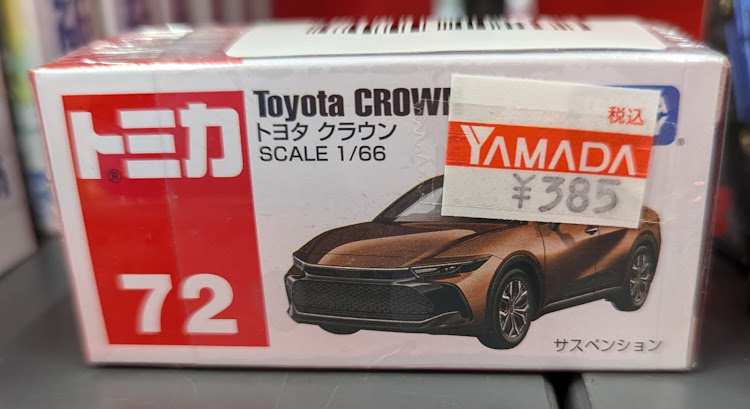 トミカ
®
72
Toyota CROWN
トヨタ クラウン
SCALE 1/66
税込
YAMADA
¥385
®
サスペンション